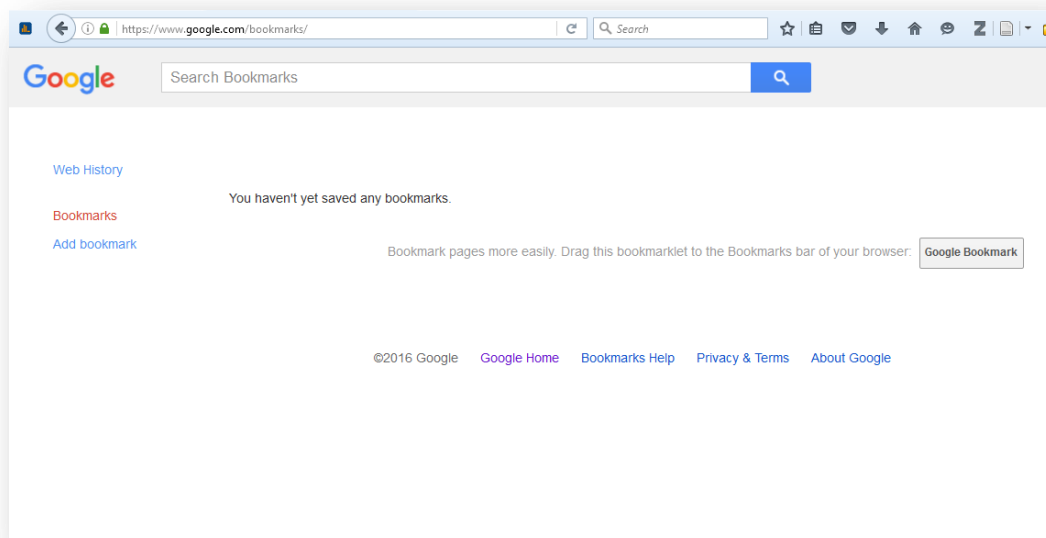 https://www.google.com/bookmarks/ Search
Google Search Bookmarks
Web History
You haven't yet saved any bookmarks.
Bookmarks
Add bookmark
Bookmark pages more easily. Drag this bookmarklet to the Bookmarks bar of your browser: Google Bookmark
©2016 Google Google Home Bookmarks Help Privacy & Terms About Google